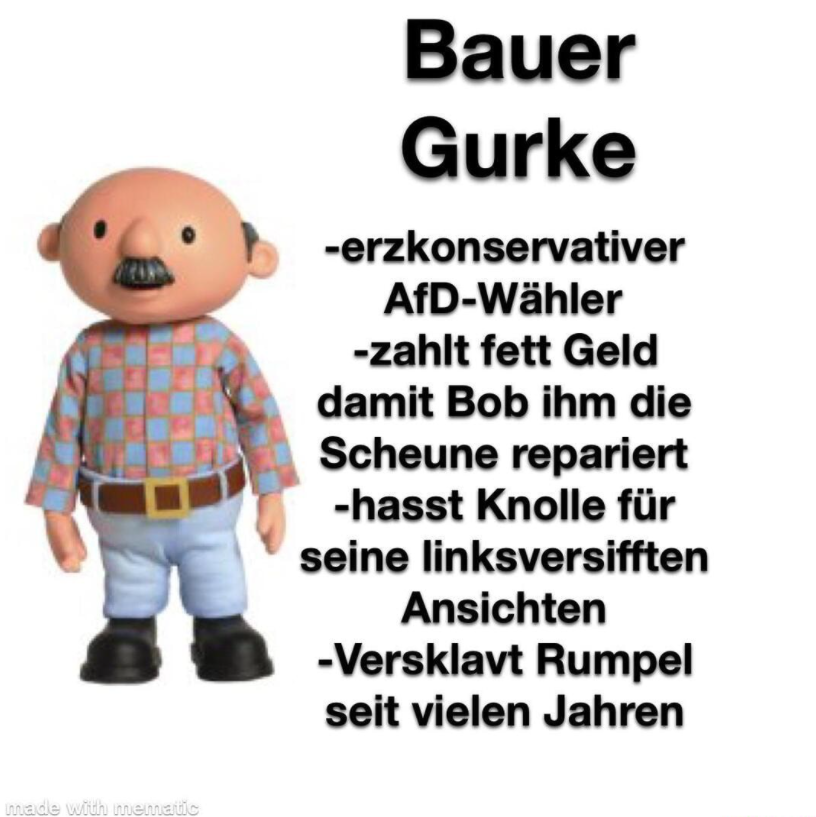 Bauer
Gurke
-erzkonservativer
AfD-Wähler
-zahlt fett Geld
damit Bob ihm die
Scheune repariert
-hasst Knolle für
seine linksversifften
Ansichten
-Versklavt Rumpel
seit vielen Jahren
made with mematic